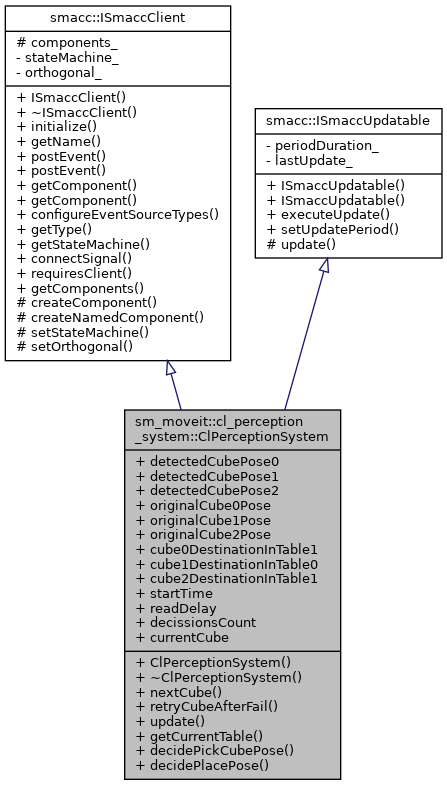 smacc::ISmaccClient
# components_
- stateMachine_
- orthogonal_
+ ISmaccClient()
+ ~ISmaccClient()
+ initialize()
+ getName()
+ postEvent()
+ postEvent()
+ getComponent()
+ getComponent()
+ configureEventSourceTypes()
+ getType()
+ getStateMachine()
+ connectSignal()
+ requiresClient()
+ getComponents()
# createComponent()
# createNamedComponent()
# setStateMachine()
# setOrthogonal()
smacc::ISmaccUpdatable
- periodDuration_
- lastUpdate_
+ ISmaccUpdatable()
+ ISmaccUpdatable()
+ executeUpdate()
+ setUpdatePeriod()
# update()
sm_moveit::cl_perception
_system::ClPerceptionSystem
+ detectedCubePose0
+ detectedCubePose1
+ detectedCubePose2
+ originalCube0Pose
+ originalCube1Pose
+ originalCube2Pose
+ cube0DestinationInTable1
+ cube1DestinationInTable0
+ cube2DestinationInTable1
+ startTime
+ readDelay
+ decissionsCount
+ currentCube
+ ClPerceptionSystem()
+ ~ClPerceptionSystem()
+ nextCube()
+ retryCubeAfterFail()
+ update()
+ getCurrentTable()
+ decidePickCubePose()
+ decidePlacePose()